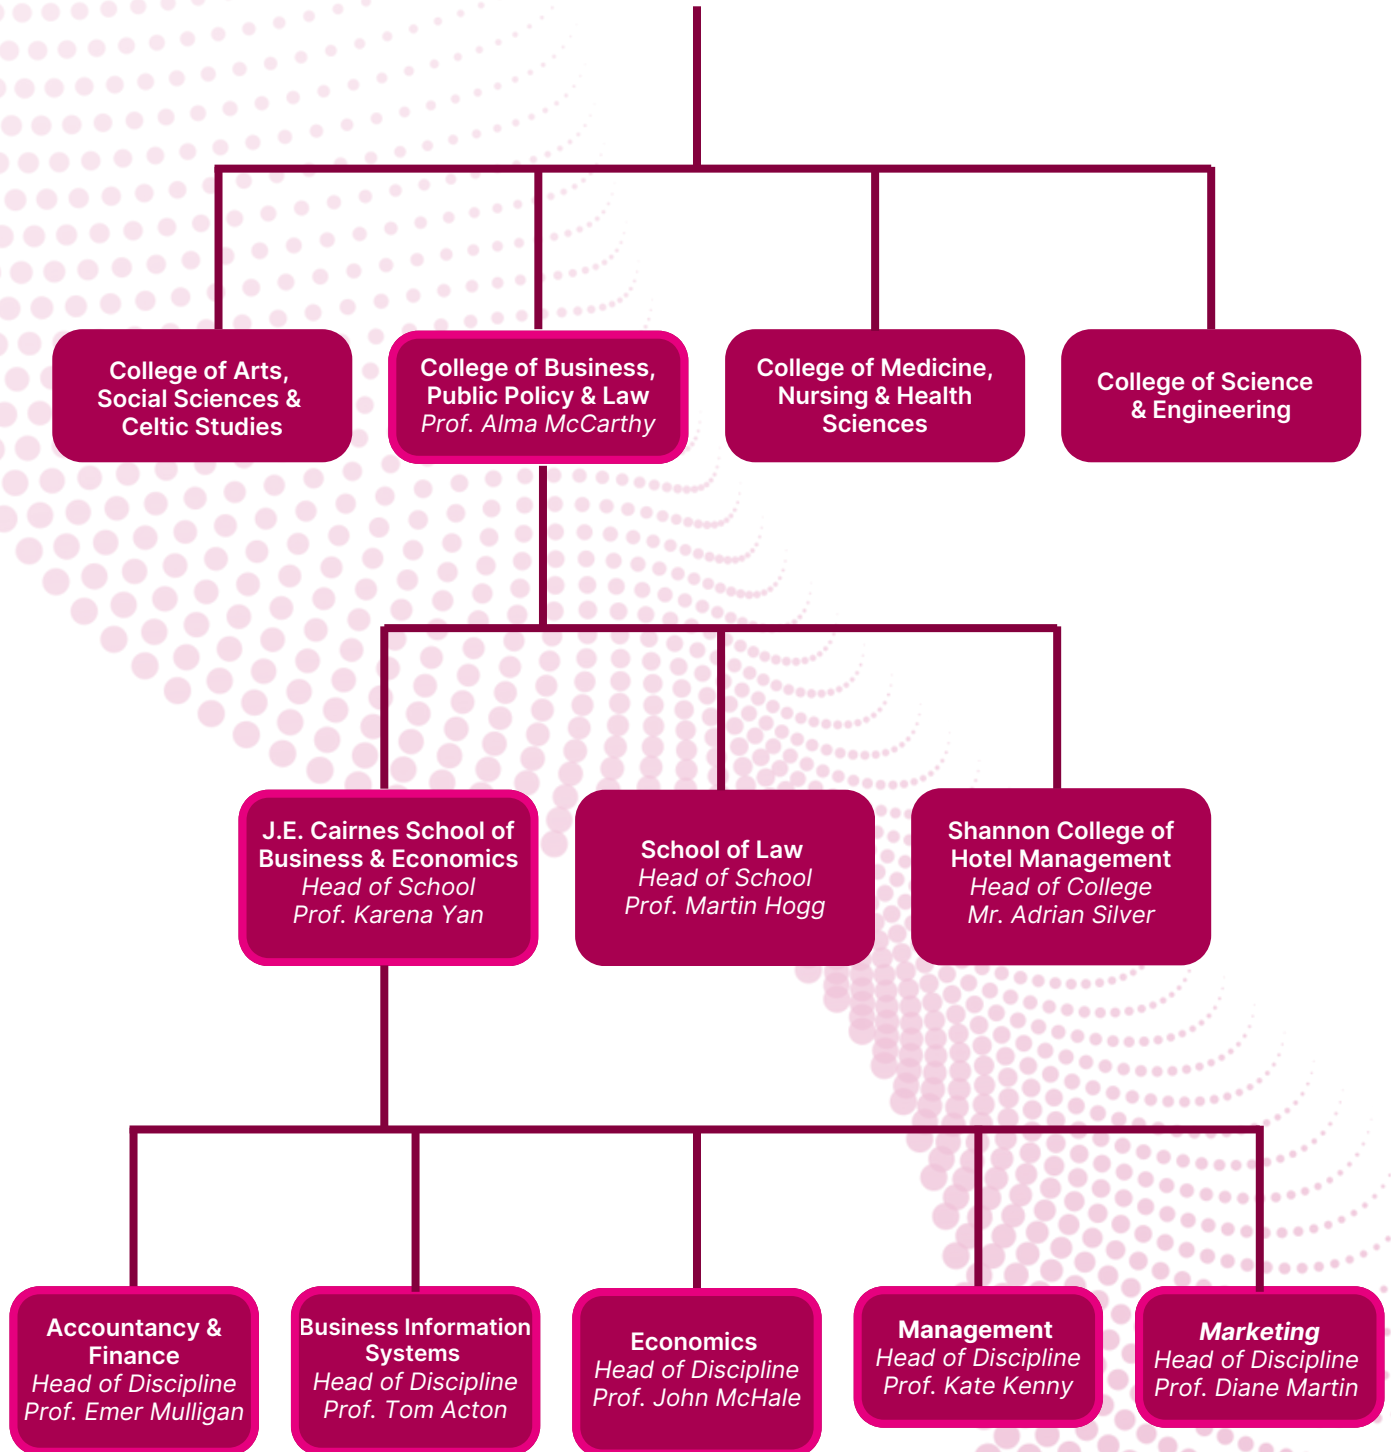 College of Arts,
Social Sciences &
Celtic Studies
College of Business,
Public Policy & Law
Prof. Alma McCarthy
College of Medicine,
Nursing & Health
Sciences
College of Science
& Engineering
J.E. Cairnes School of
Business & Economics
Head of School
Prof. Karena Yan
School of Law
Head of School
Prof. Martin Hogg
Shannon College of
Hotel Management
Head of College
Mr. Adrian Silver
Accountancy &
Finance
Head of Discipline
Prof. Emer Mulligan
Business Information
Systems
Head of Discipline
Prof. Tom Acton
Economics
Head of Discipline
Prof. John McHale
Management
Head of Discipline
Prof. Kate Kenny
Marketing
Head of Discipline
Prof. Diane Martin